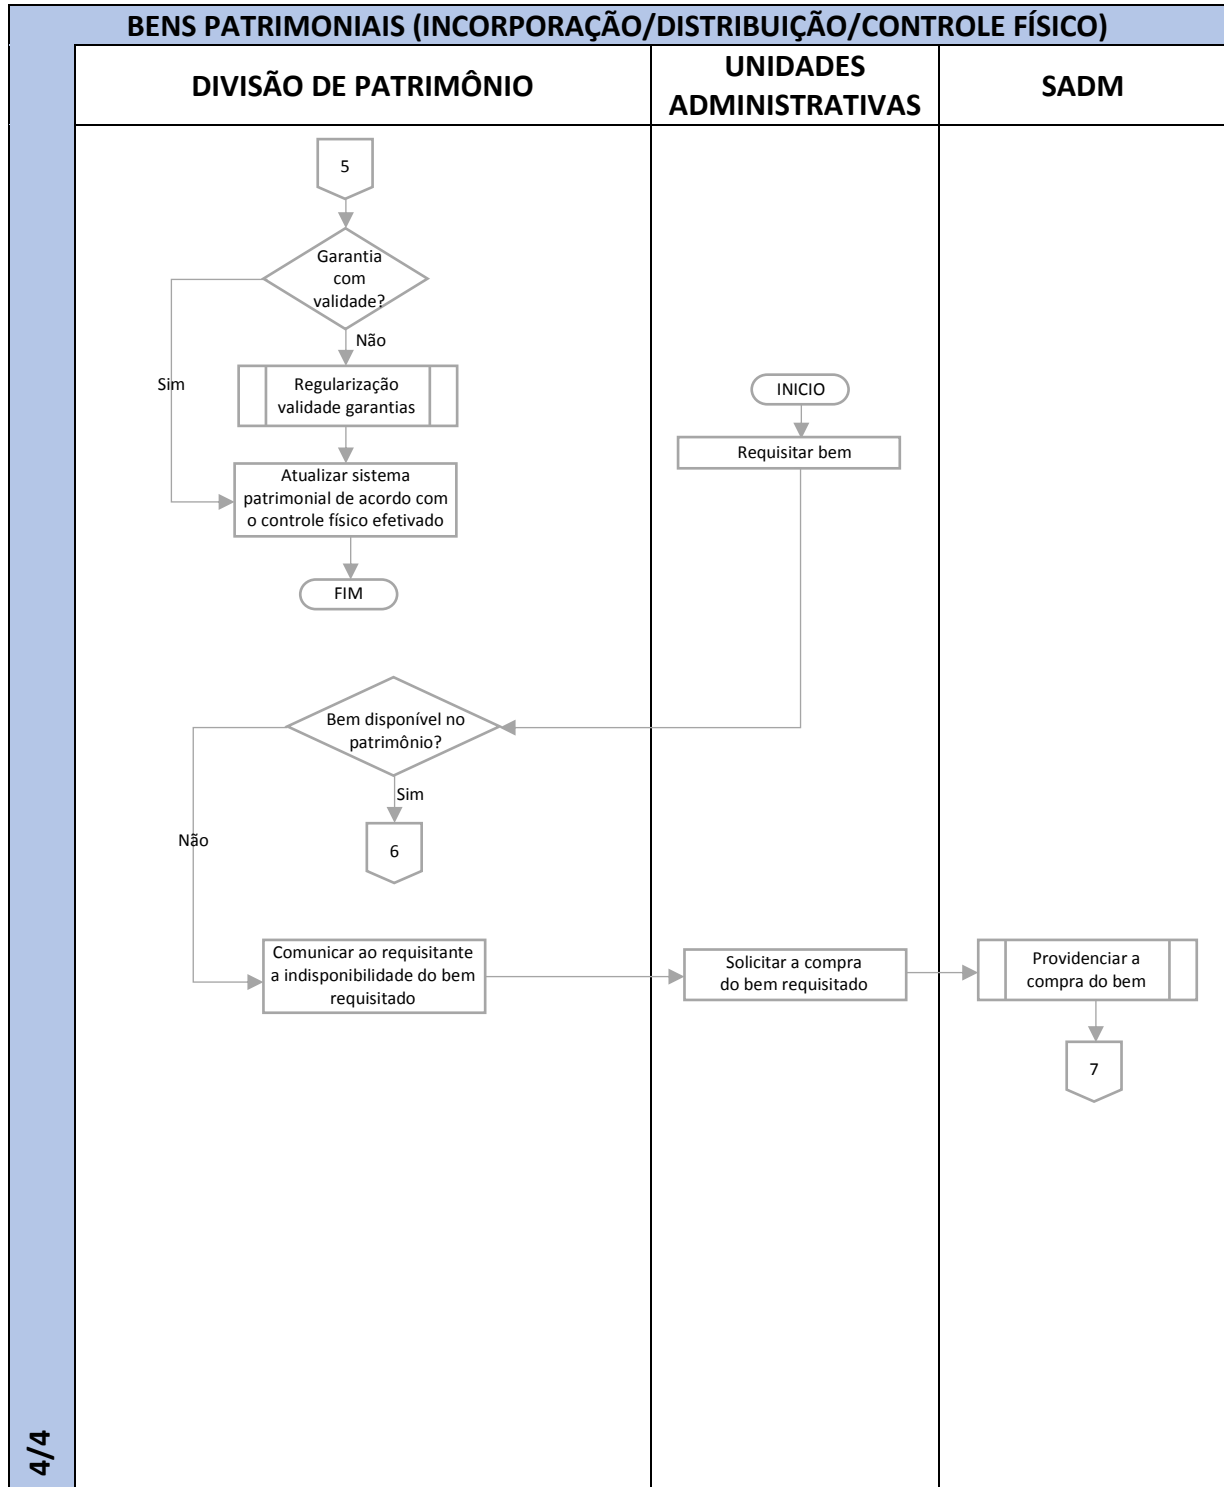 BENS PATRIMONIAIS (INCORPORAÇÃO/DISTRIBUIÇÃO/CONTROLE FÍSICO)
DIVISÃO DE PATRIMÔNIO
UNIDADES
ADMINISTRATIVAS
SADM
5
Garantia
com
validade?
Não
Sim
Regularização
validade garantias
Atualizar sistema
patrimonial de acordo com
o controle físico efetivado
FIM
INICIO
Requisitar bem
Bem disponível no
patrimônio?
Sim
Não
6
Comunicar ao requisitante
a indisponibilidade do bem
requisitado
Solicitar a compra
do bem requisitado
Providenciar a
compra do bem
7
4/4